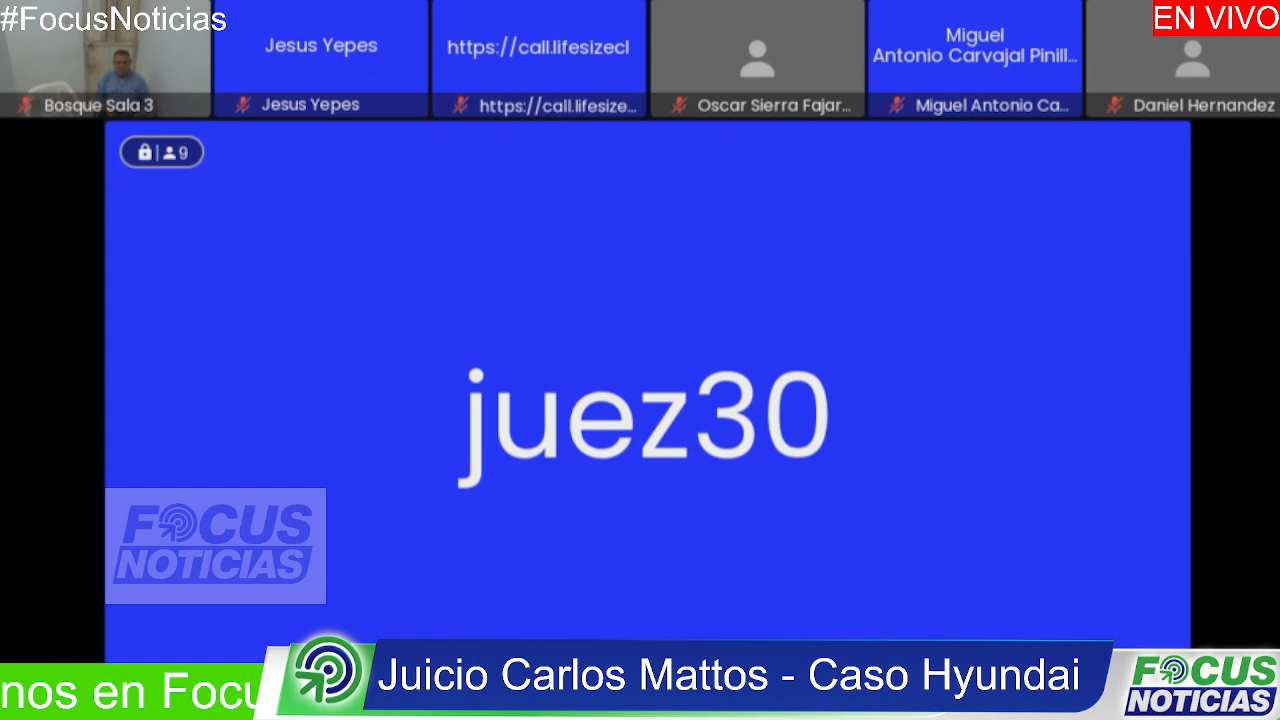 #FocusNoticias
EN VIVO
Jesus Yepes
https://call.lifesizecl
Miguel
Antonio Carvajal Pinill...
Bosque Sala 3
Jesus Yepes
https://call.lifesize...
Oscar Sierra Fajar...
Miguel Antonio Ca...
Daniel Hernandez
9
juez30
FOCUS
NOTICIAS
nos en Focu
Juicio Carlos Mattos - Caso Hyundai
FOCUS
NOTICIAS